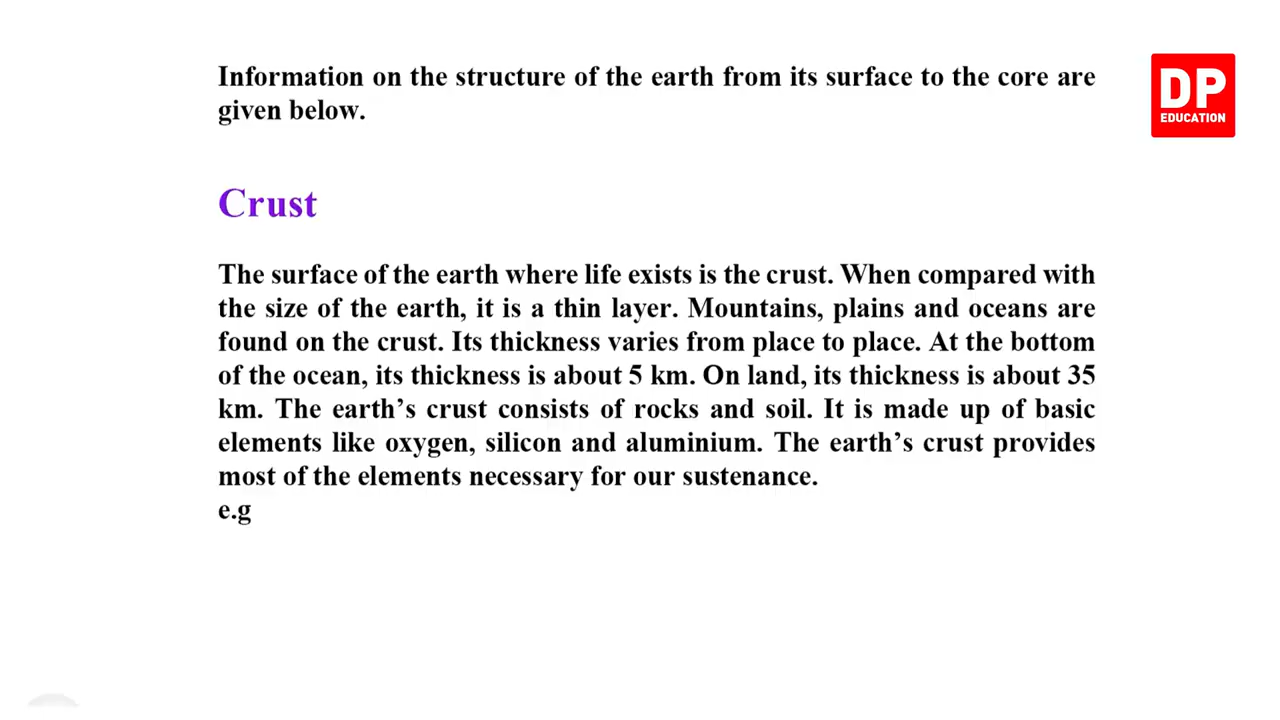 Information on the structure of the earth from its surface to the core are
given below.
DP
EDUCATION
Crust
The surface of the earth where life exists is the crust. When compared with
the size of the earth, it is a thin layer. Mountains, plains and oceans are
found on the crust. Its thickness varies from place to place. At the bottom
of the ocean, its thickness is about 5 km. On land, its thickness is about 35
km. The earth’s crust consists of rocks and soil. It is made up of basic
elements like oxygen, silicon and aluminium. The earth’s crust provides
most of the elements necessary for our sustenance.
e.g